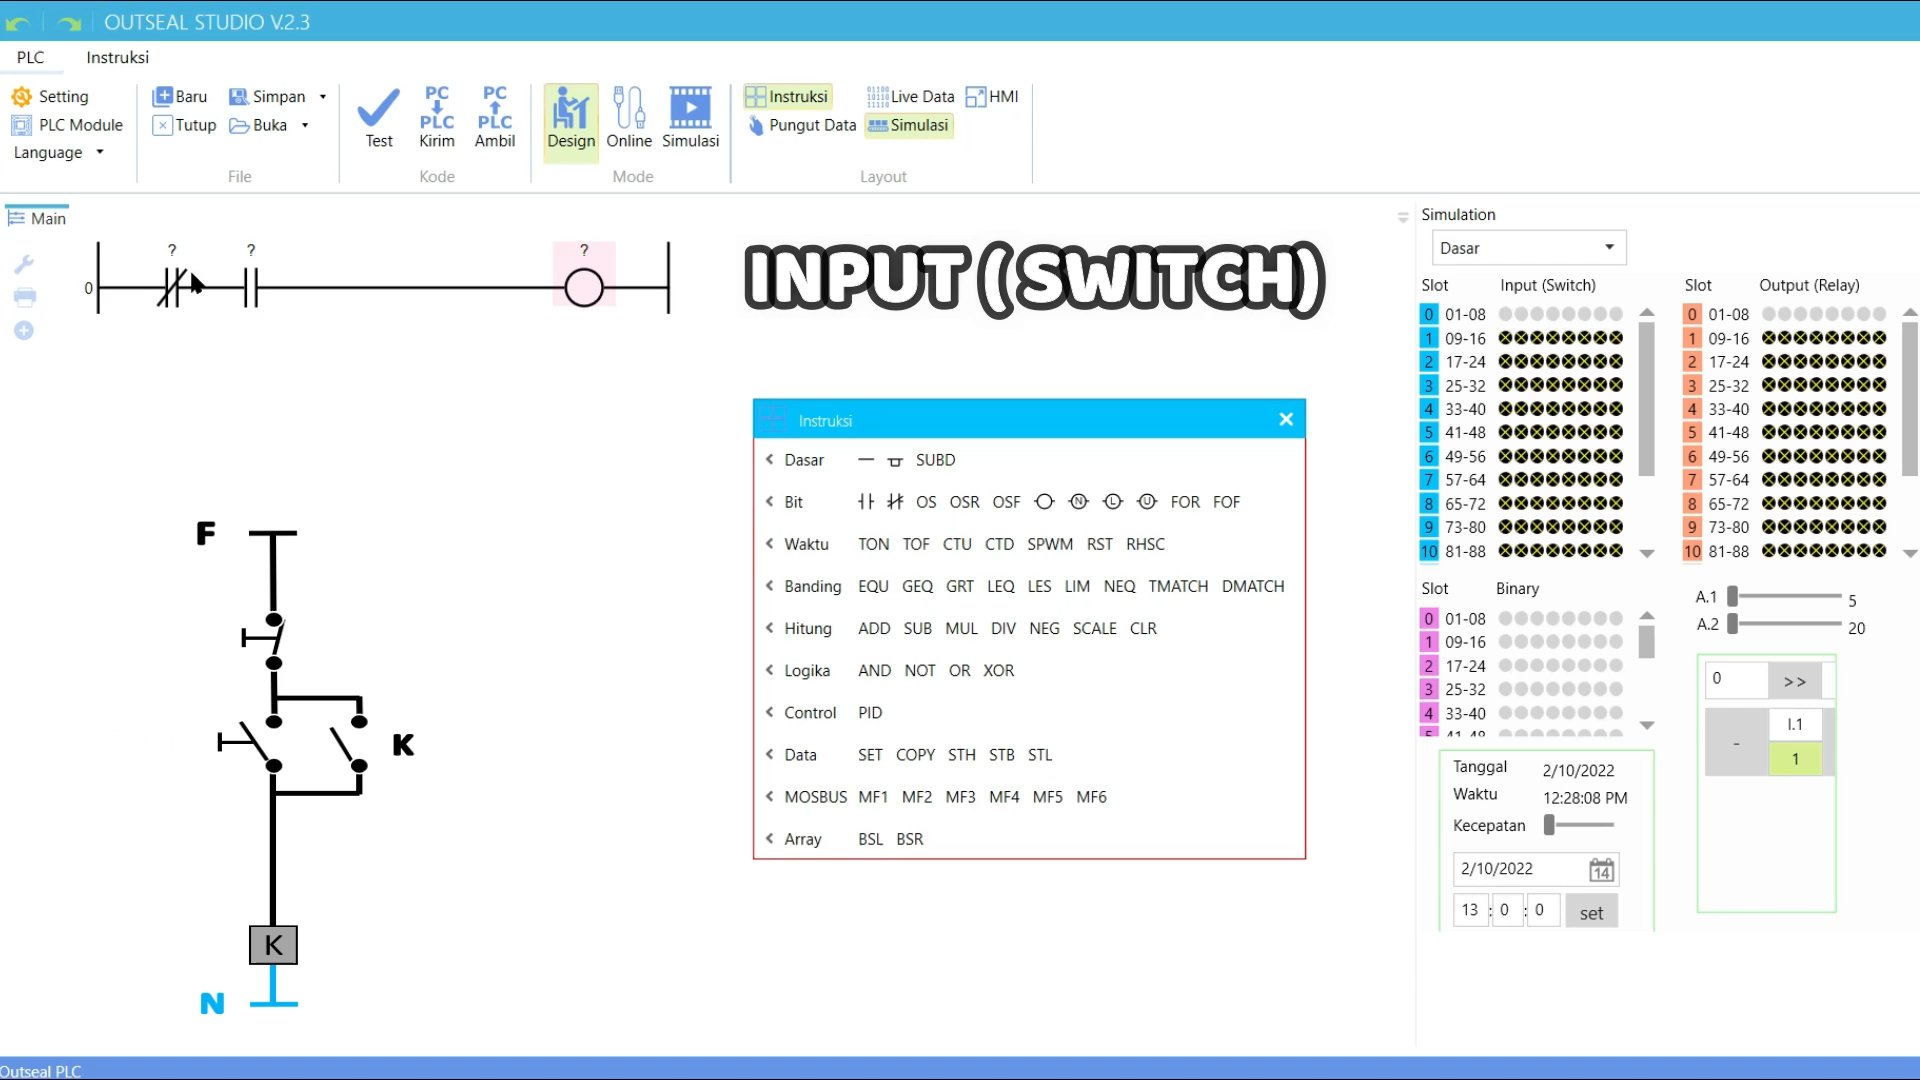 OUTSEAL STUDIO V.2.3
PLC Instruksi
Setting
PLC Module
Language
Baru Simpan
Tutup Buka
File
PC PLC Kirim
PC PLC Ambil
Test
Kode
Design Online Simulasi
Mode
Instruksi Live Data HMI
Pungut Data Simulasi
Layout
Main
? ? ?
0
INPUT (SWITCH)
Instruksi
Dasar SUBD
Bit OS OSR OSF N L U FOR FOF
Waktu TON TOF CTU CTD SPWM RST RHSC
Banding EQU GEQ GRT LEQ LES LIM NEQ TMATCH DMATCH
Hitung ADD SUB MUL DIV NEG SCALE CLR
Logika AND NOT OR XOR
Control PID
Data SET COPY STH STB STL
MOSBUS MF1 MF2 MF3 MF4 MF5 MF6
Array BSL BSR
F
K
K
N
Simulation
Dasar
Slot Input (Switch)
0 01-08
1 09-16
2 17-24
3 25-32
4 33-40
5 41-48
6 49-56
7 57-64
8 65-72
9 73-80
10 81-88
Slot Output (Relay)
0 01-08
1 09-16
2 17-24
3 25-32
4 33-40
5 41-48
6 49-56
7 57-64
8 65-72
9 73-80
10 81-88
Slot Binary
0 01-08
1 09-16
2 17-24
3 25-32
4 33-40
5 41-48
A.1 5
A.2 20
0 >>
I.1
- 1
Tanggal 2/10/2022
Waktu 12:28:08 PM
Kecepatan
2/10/2022 14
13 : 0 : 0 set
Outseal PLC